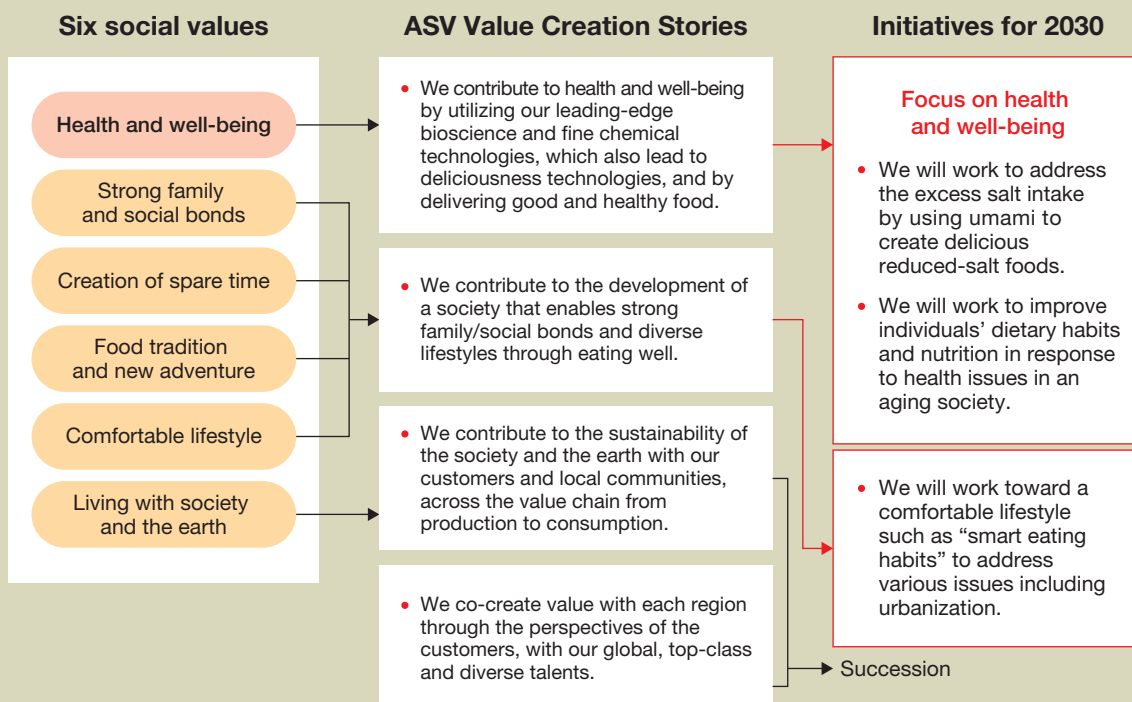 Six social values
Health and well-being
Strong family
and social bonds
Creation of spare time
Food tradition
and new adventure
Comfortable lifestyle
Living with society
and the earth
ASV Value Creation Stories
• We contribute to health and well-being
by utilizing our leading-edge
bioscience and fine chemical
technologies, which also lead to
deliciousness technologies, and by
delivering good and healthy food.
• We contribute to the development of
a society that enables strong
family/social bonds and diverse
lifestyles through eating well.
• We contribute to the sustainability of
the society and the earth with our
customers and local communities,
across the value chain from
production to consumption.
• We co-create value with each region
through the perspectives of the
customers, with our global, top-class
and diverse talents.
Initiatives for 2030
Focus on health
and well-being
• We will work to address
the excess salt intake
by using umami to
create delicious
reduced-salt foods.
• We will work to improve
individuals’ dietary habits
and nutrition in response
to health issues in an
aging society.
• We will work toward a
comfortable lifestyle
such as “smart eating
habits” to address
various issues including
urbanization.
Succession